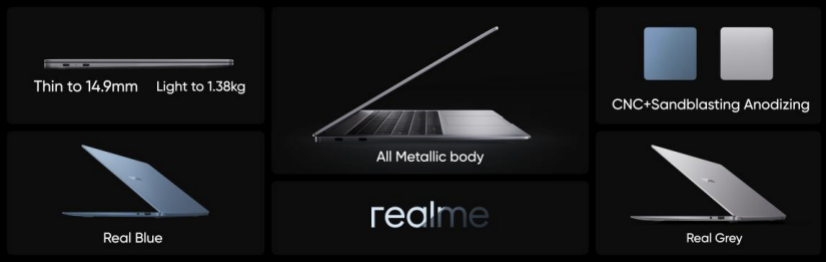 Thin to 14.9mm
Light to 1.38kg
All Metallic body
CNC+Sandblasting Anodizing
Real Blue
realme
Real Grey